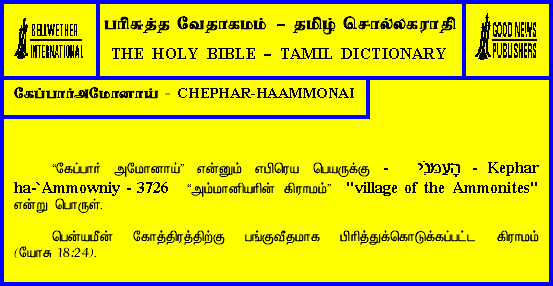 BELLWETHER
INTERNATIONAL
பரிசுத்த வேதாகமம் – தமிழ் சொல்லகராதி
THE HOLY BIBLE – TAMIL DICTIONARY
GOOD NEWS
PUBLISHERS
கேப்பார்அமோனாய் - CHEPHAR-HAAMMONAI
“கேப்பார் அமோனாய்” என்னும் எபிரெய பெயருக்கு - הָעַמֹּנִי - Kephar
ha-`Ammowniy - 3726 “அம்மானியரின் கிராமம்” "village of the Ammonites"
என்று பொருள்.
பென்யமீன் கோத்திரத்திற்கு பங்குவீதமாக பிரித்துக்கொடுக்கப்பட்ட கிராமம்
(யோசு 18:24).